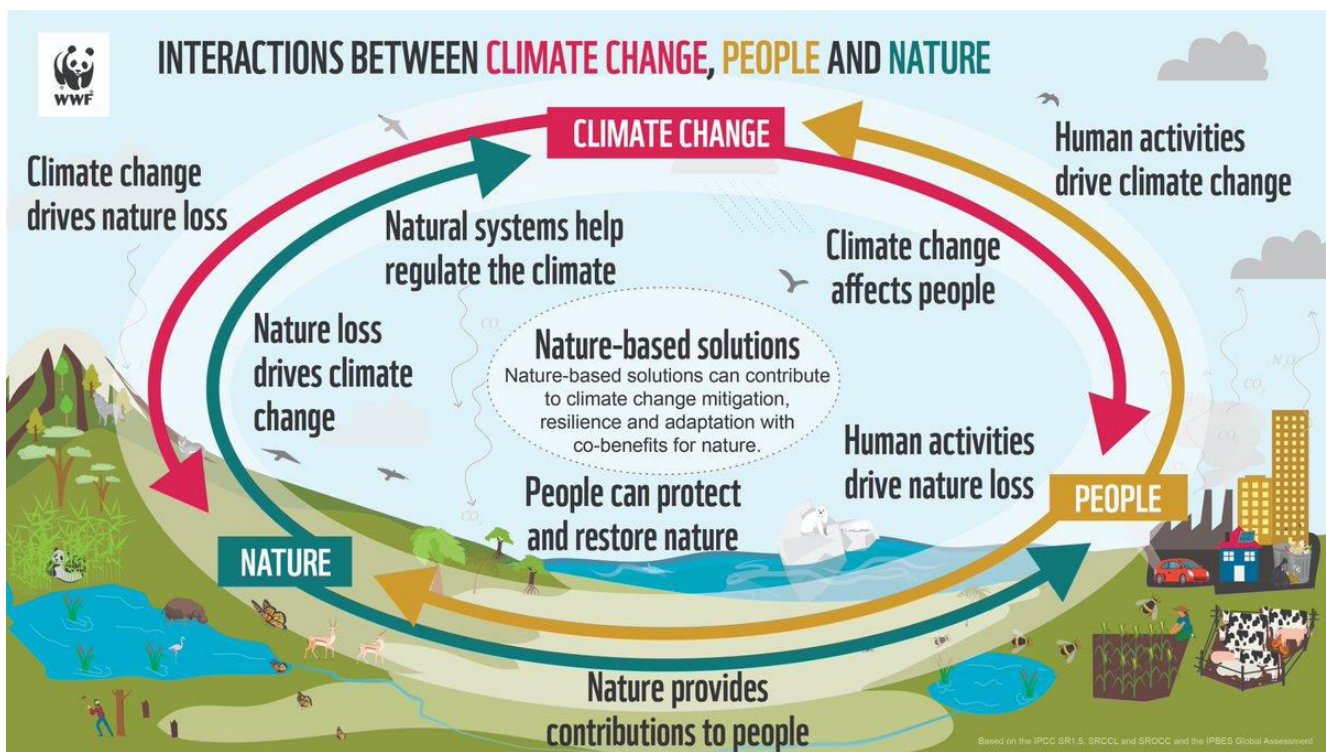 INTERACTIONS BETWEEN CLIMATE CHANGE, PEOPLE AND NATURE
WWF
CLIMATE CHANGE
Human activities
drive climate change
Climate change
drives nature loss
Natural systems help
regulate the climate
Climate change
affects people
Nature loss
drives climate
change
Nature-based solutions
Nature-based solutions can contribute
to climate change mitigation,
resilience and adaptation with
co-benefits for nature.
Human activities
drive nature loss
People can protect
and restore nature
PEOPLE
NATURE
Nature provides
contributions to people
CO₂
CO₂
N₂O
Based on the IPCC SR1.5, SRCCL and SROCC and the IPBES Global Assessment